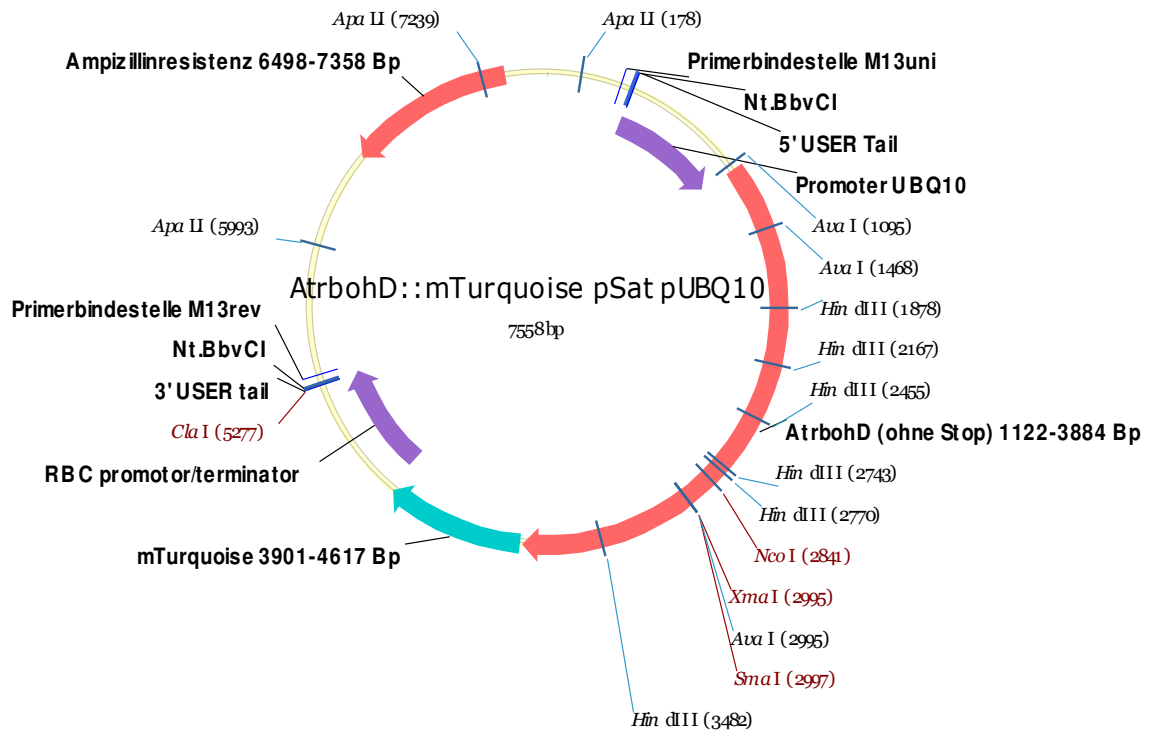 Apa LI (7239)
Apa LI (178)
Ampizillinresistenz 6498-7358 Bp
Primerbindestelle M13uni
Nt.BbvCI
5' USER Tail
Promoter UBQ10
Apa LI (5993)
Ava I (1095)
Ava I (1468)
AtrbohD::mTurquoise pSat pUBQ10
7558 bp
Hin dIII (1878)
Primerbindestelle M13rev
Nt.BbvCI
3' USER tail
Cla I (5277)
RBC promotor/terminator
Hin dIII (2167)
Hin dIII (2455)
AtrbohD (ohne Stop) 1122-3884 Bp
Hin dIII (2743)
Hin dIII (2770)
mTurquoise 3901-4617 Bp
Nco I (2841)
Xma I (2995)
Ava I (2995)
Sma I (2997)
Hin dIII (3482)